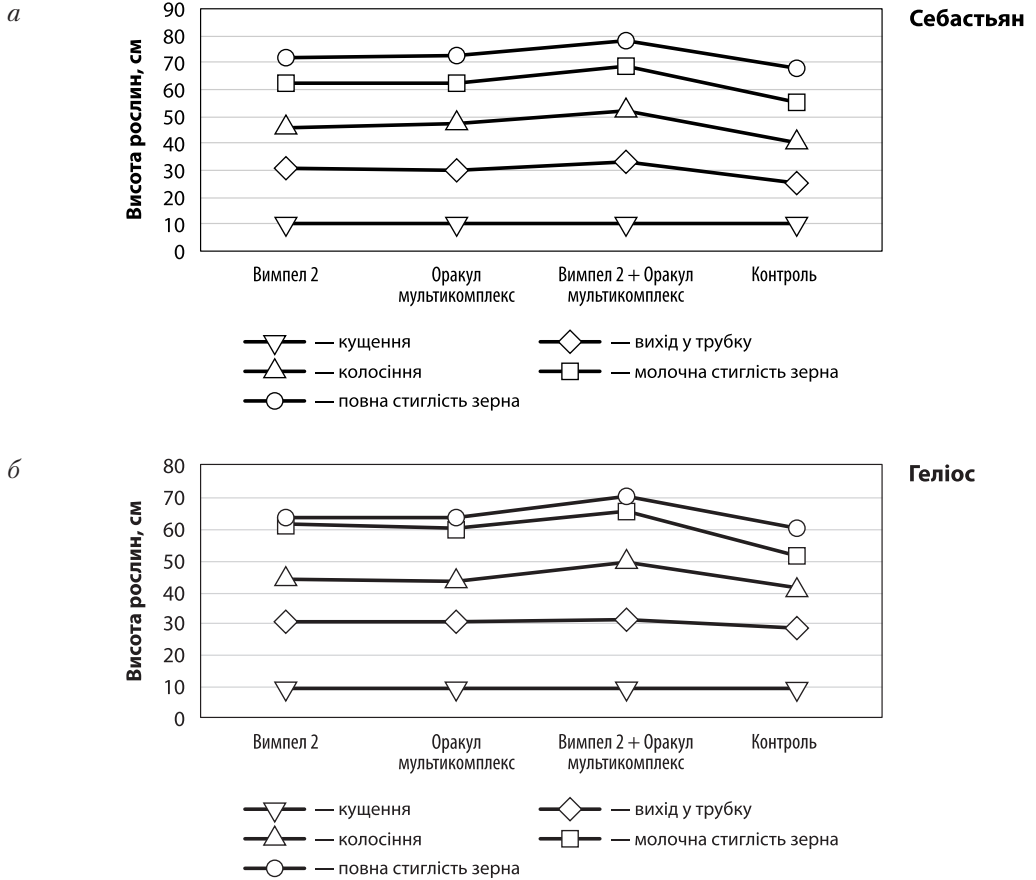 а
Себастьян
Висота рослин, см
90
80
70
60
50
40
30
20
10
0
Вимпел 2
Оракул
мультикомплекс
Вимпел 2 + Оракул
мультикомплекс
Контроль
— кущення
— вихід у трубку
— колосіння
— молочна стиглість зерна
— повна стиглість зерна
б
Геліос
Висота рослин, см
80
70
60
50
40
30
20
10
0
Вимпел 2
Оракул
мультикомплекс
Вимпел 2 + Оракул
мультикомплекс
Контроль
— кущення
— вихід у трубку
— колосіння
— молочна стиглість зерна
— повна стиглість зерна